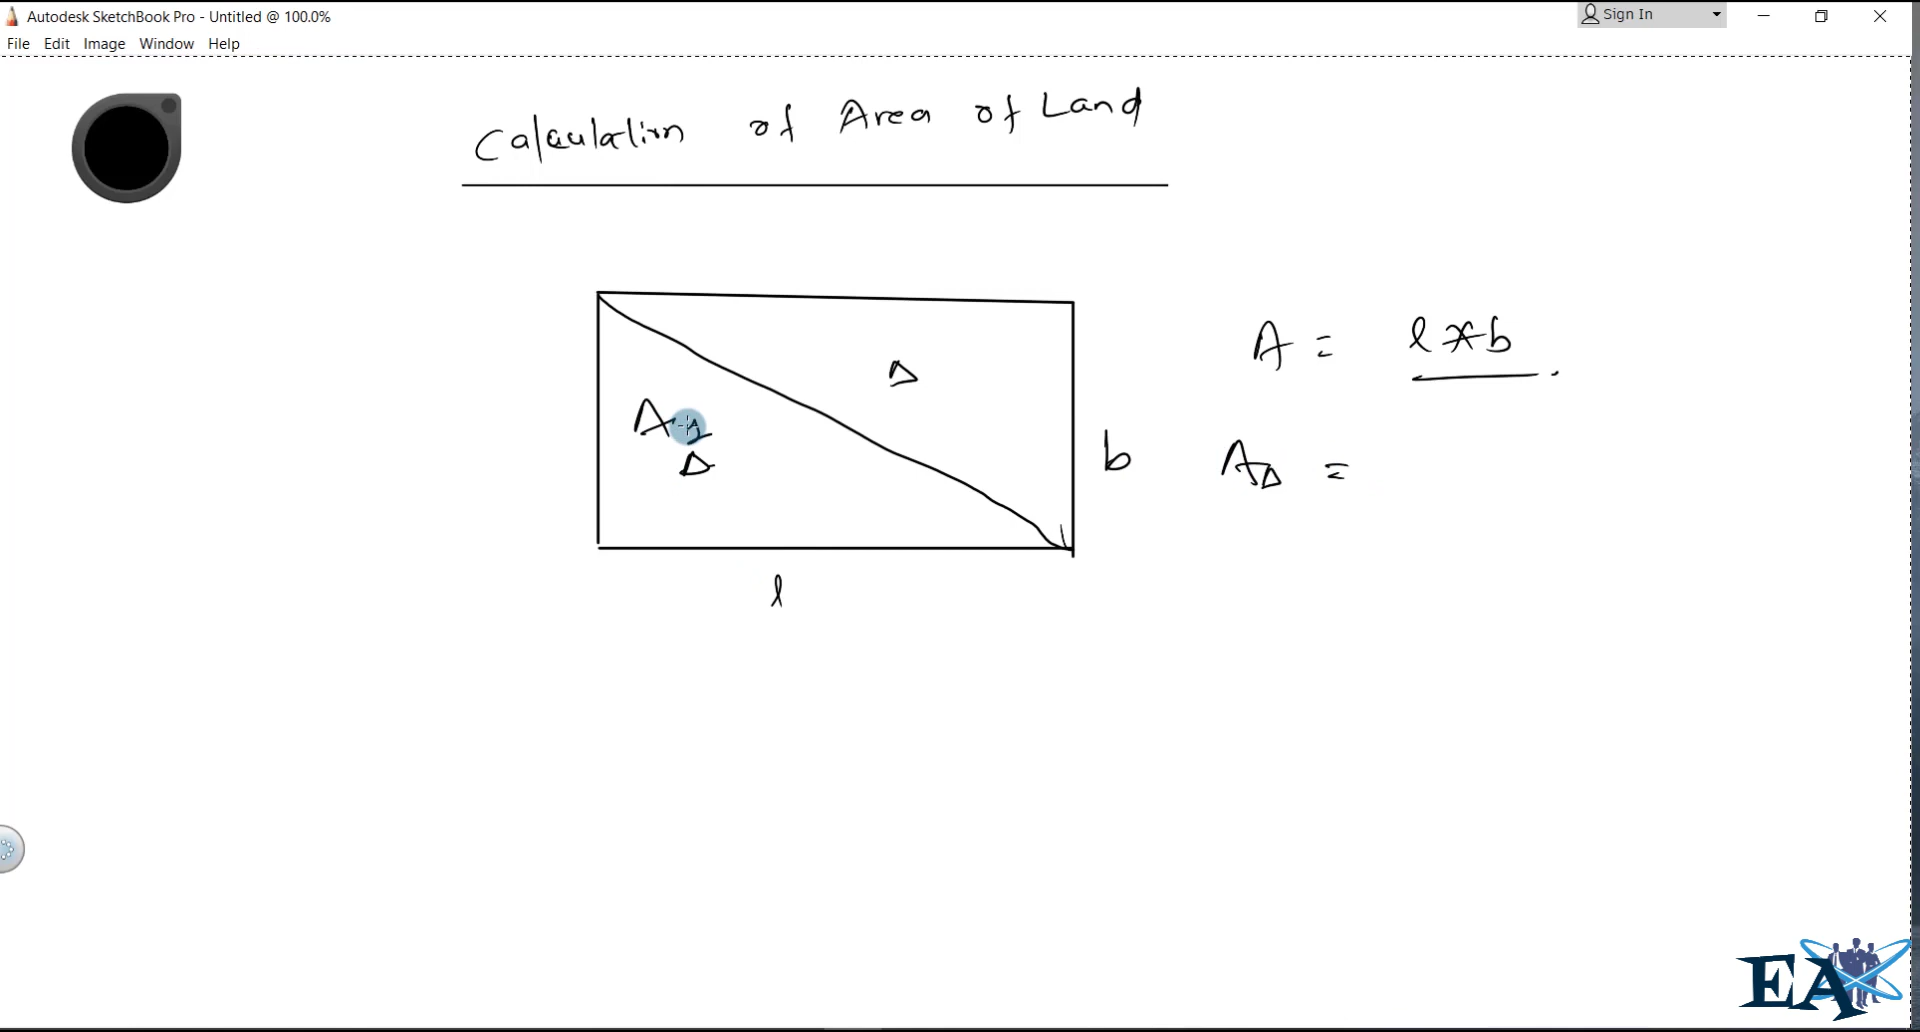 Autodesk SketchBook Pro - Untitled @ 100.0%
Sign In
File Edit Image Window Help
Calculation of Area of Land
A = l * b
Δ
A
Δ
b
AΔ =
l
EA